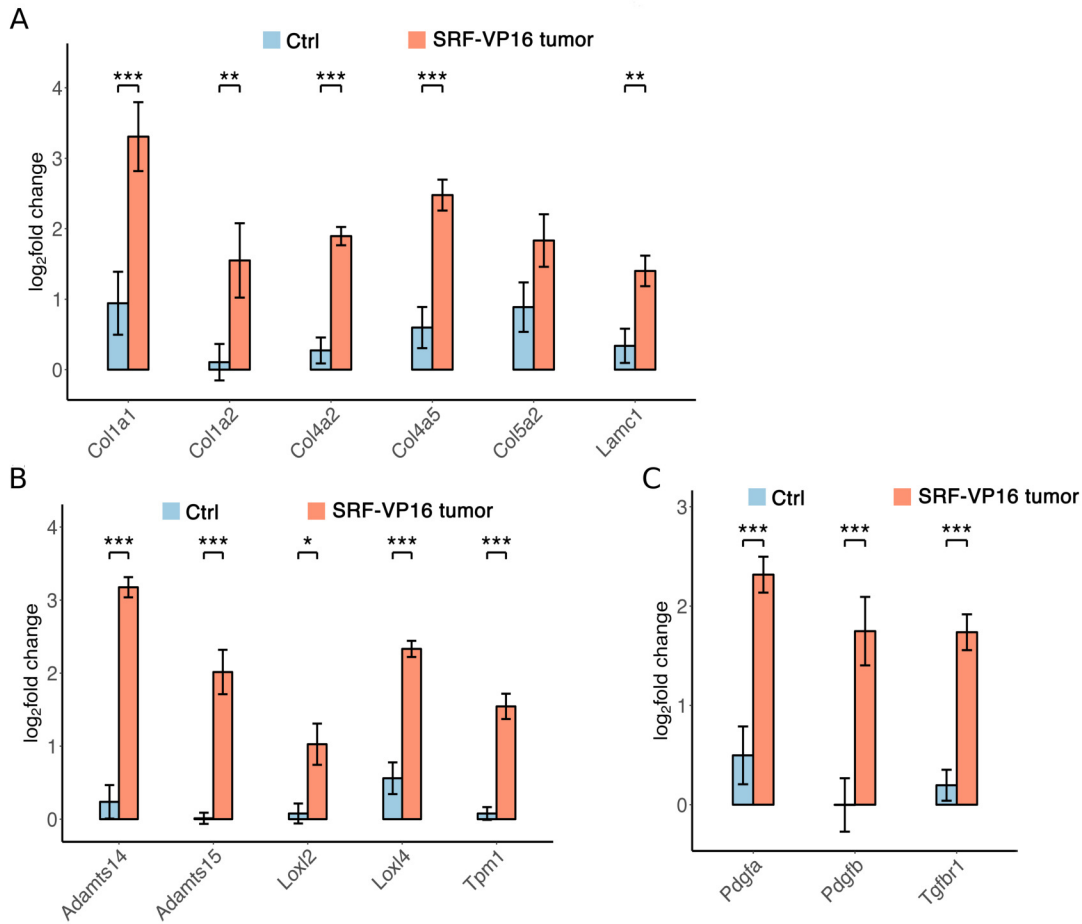 A
Ctrl SRF-VP16 tumor
*** ** *** *** **
log₂fold change
4
3
2
1
0
Col1a1 Col1a2 Col4a2 Col4a5 Col5a2 Lamc1
B
Ctrl SRF-VP16 tumor
*** *** * *** ***
log₂fold change
4
3
2
1
0
Adamts14 Adamts15 Loxl2 Loxl4 Tpm1
C
Ctrl SRF-VP16 tumor
*** *** ***
log₂fold change
3
2
1
0
Pdgfa Pdgfb Tgfbr1